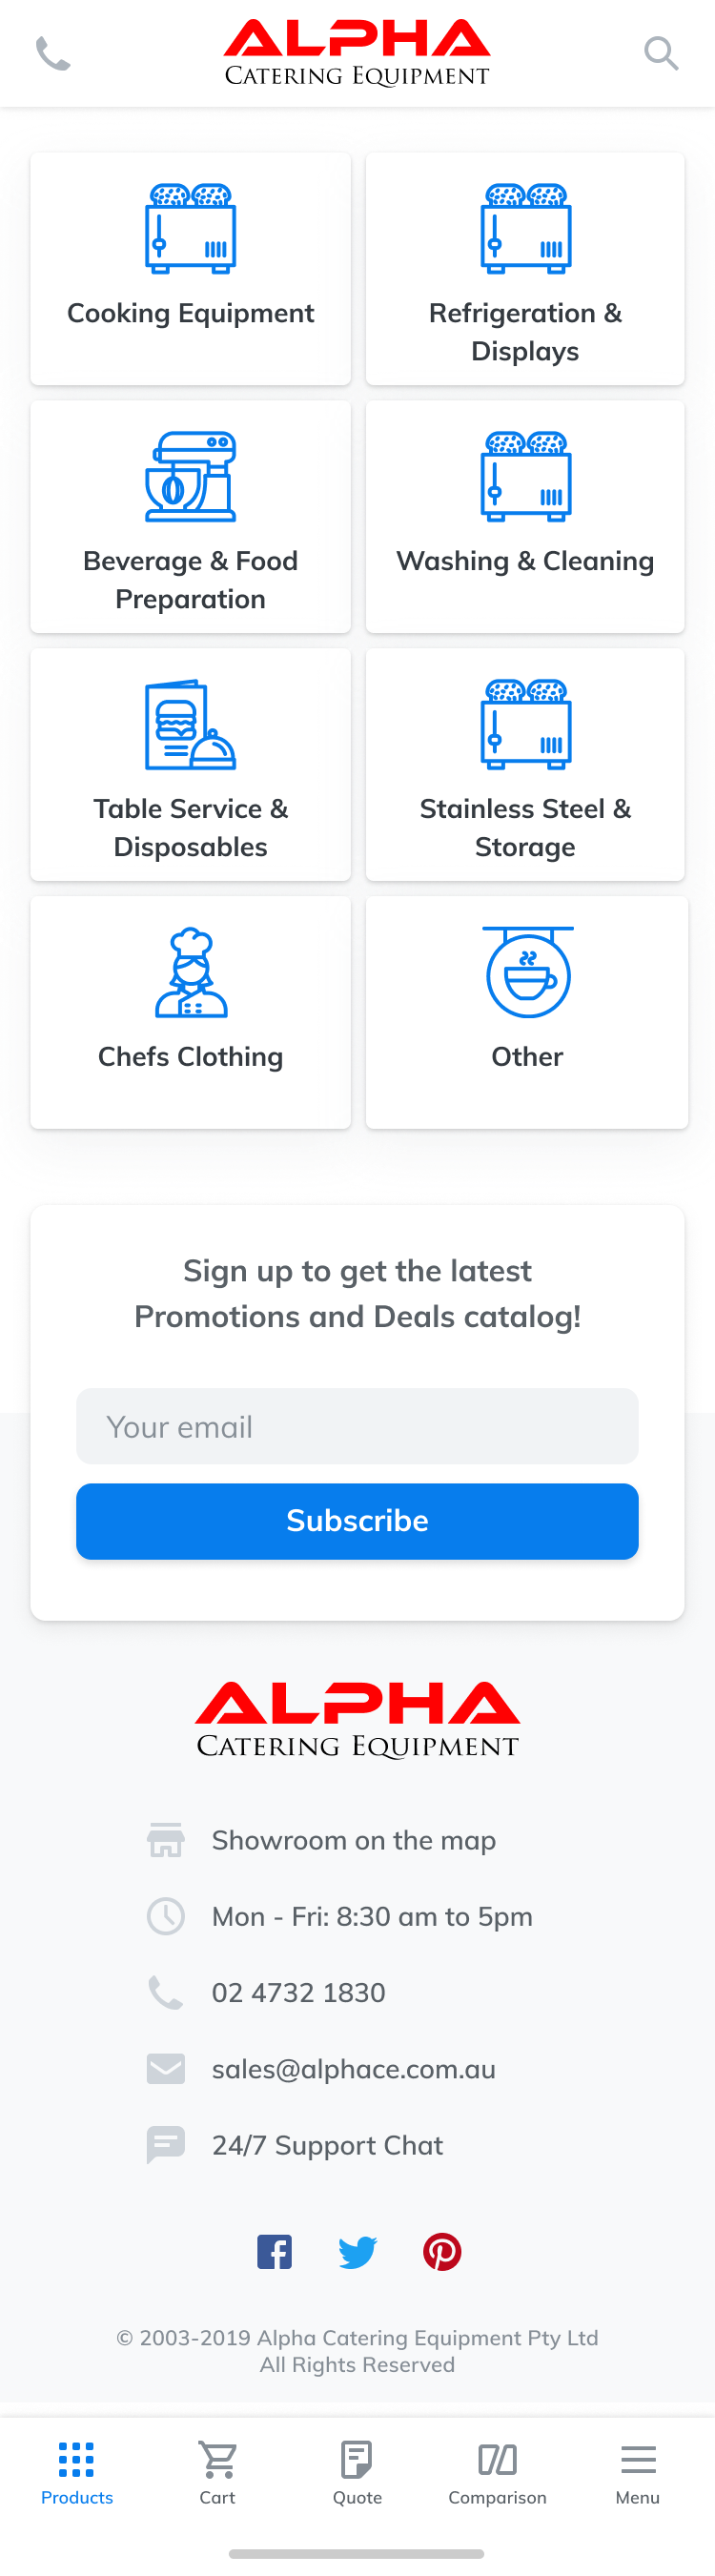 ALPHA
CATERING EQUIPMENT
Cooking Equipment
Refrigeration &
Displays
Beverage & Food
Preparation
Washing & Cleaning
Table Service &
Disposables
Stainless Steel &
Storage
Chefs Clothing
Other
Sign up to get the latest
Promotions and Deals catalog!
Your email
Subscribe
ALPHA
CATERING EQUIPMENT
Showroom on the map
Mon - Fri: 8:30 am to 5pm
02 4732 1830
sales@alphace.com.au
24/7 Support Chat
© 2003-2019 Alpha Catering Equipment Pty Ltd
All Rights Reserved
Products
Cart
Quote
Comparison
Menu